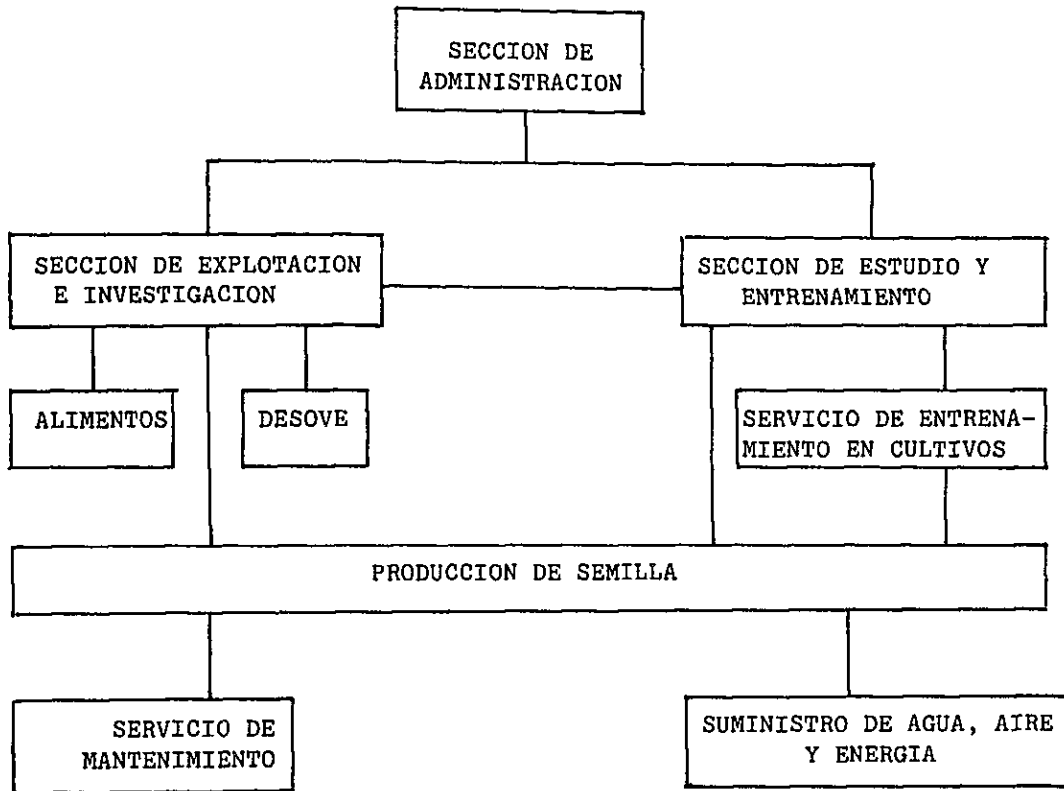 SECCION DE
ADMINISTRACION
SECCION DE EXPLOTACION
E INVESTIGACION
SECCION DE ESTUDIO Y
ENTRENAMIENTO
ALIMENTOS
DESOVE
SERVICIO DE ENTRENA-
MIENTO EN CULTIVOS
PRODUCCION DE SEMILLA
SERVICIO DE
MANTENIMIENTO
SUMINISTRO DE AGUA, AIRE
Y ENERGIA